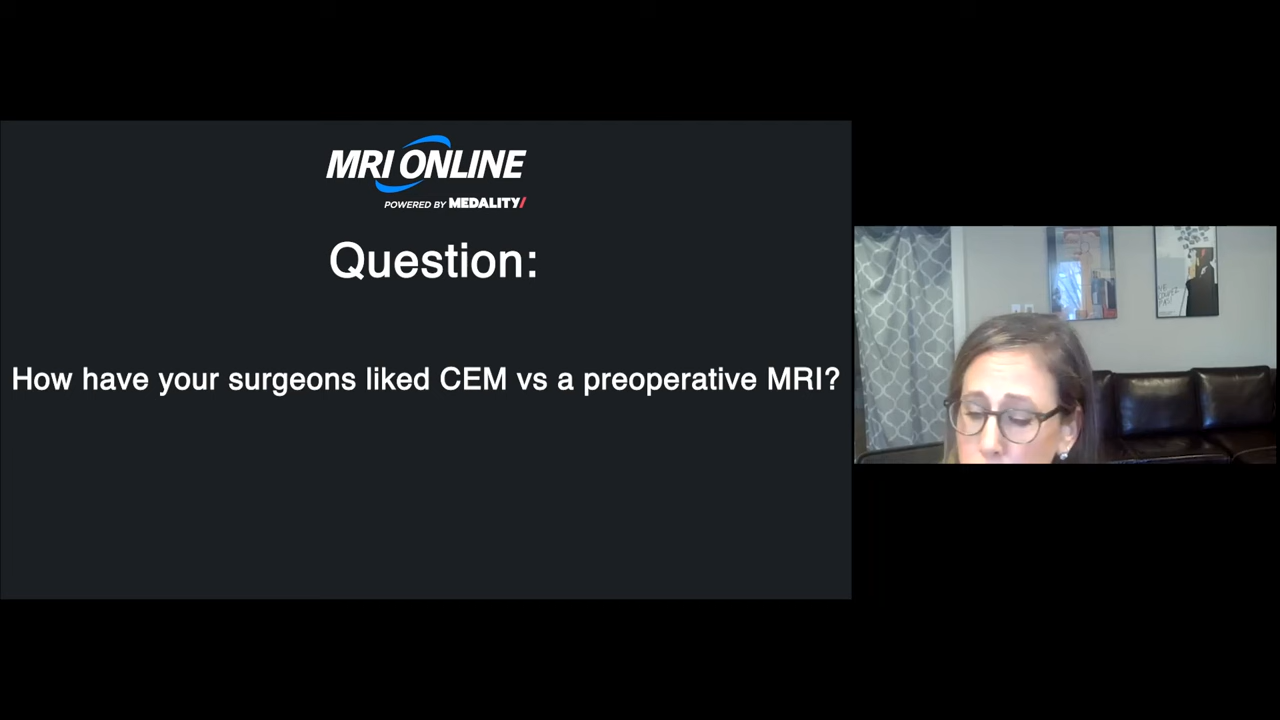 MRI ONLINE
POWERED BY MEDALITY/
Question:
How have your surgeons liked CEM vs a preoperative MRI?